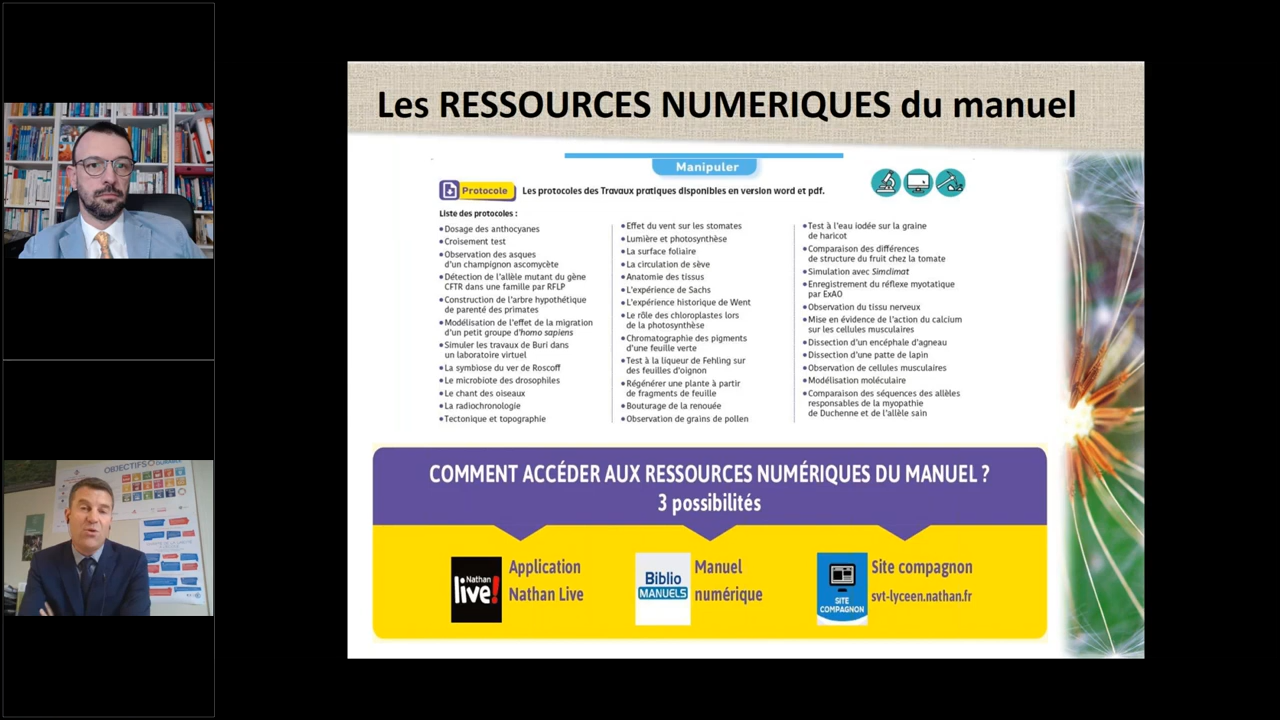 Les RESSOURCES NUMERIQUES du manuel
Manipuler
Protocole
Les protocoles des Travaux pratiques disponibles en version word et pdf.
Liste des protocoles :
•Dosage des anthocyanes
•Croisement test
•Observation des asques
d'un champignon ascomycète
•Détection de l'allèle mutant du gène
CFTR dans une famille par RFLP
•Construction de l'arbre hypothétique
de parenté des primates
•Modélisation de l'effet de la migration
d'un petit groupe d'homo sapiens
•Simuler les travaux de Buri dans
un laboratoire virtuel
•La symbiose du ver de Roscoff
•Le microbiote des drosophiles
•Le chant des oiseaux
•La radiochronologie
•Tectonique et topographie
•Effet du vent sur les stomates
•Lumière et photosynthèse
•La surface foliaire
•La circulation de sève
•Anatomie des tissus
•L'expérience de Sachs
•L'expérience historique de Went
•Le rôle des chloroplastes lors
de la photosynthèse
•Chromatographie des pigments
d'une feuille verte
•Test à la liqueur de Fehling sur
des feuilles d'oignon
•Régénérer une plante à partir
de fragments de feuille
•Bouturage de la renouée
•Observation de grains de pollen
•Test à l'eau iodée sur la graine
de haricot
•Comparaison des différences
de structure du fruit chez la tomate
•Simulation avec Simclimat
•Enregistrement du réflexe myotatique
par ExAO
•Observation du tissu nerveux
•Mise en évidence de l'action du calcium
sur les cellules musculaires
•Dissection d'un encéphale d'agneau
•Dissection d'une patte de lapin
•Observation de cellules musculaires
•Modélisation moléculaire
•Comparaison des séquences des allèles
responsables de la myopathie
de Duchenne et de l'allèle sain
COMMENT ACCÉDER AUX RESSOURCES NUMÉRIQUES DU MANUEL ?
3 possibilités
Nathan
live!
Application
Nathan Live
Biblio
MANUELS
Manuel
numérique
SITE
COMPAGNON
Site compagnon
svt-lyceen.nathan.fr
OBJECTIFS